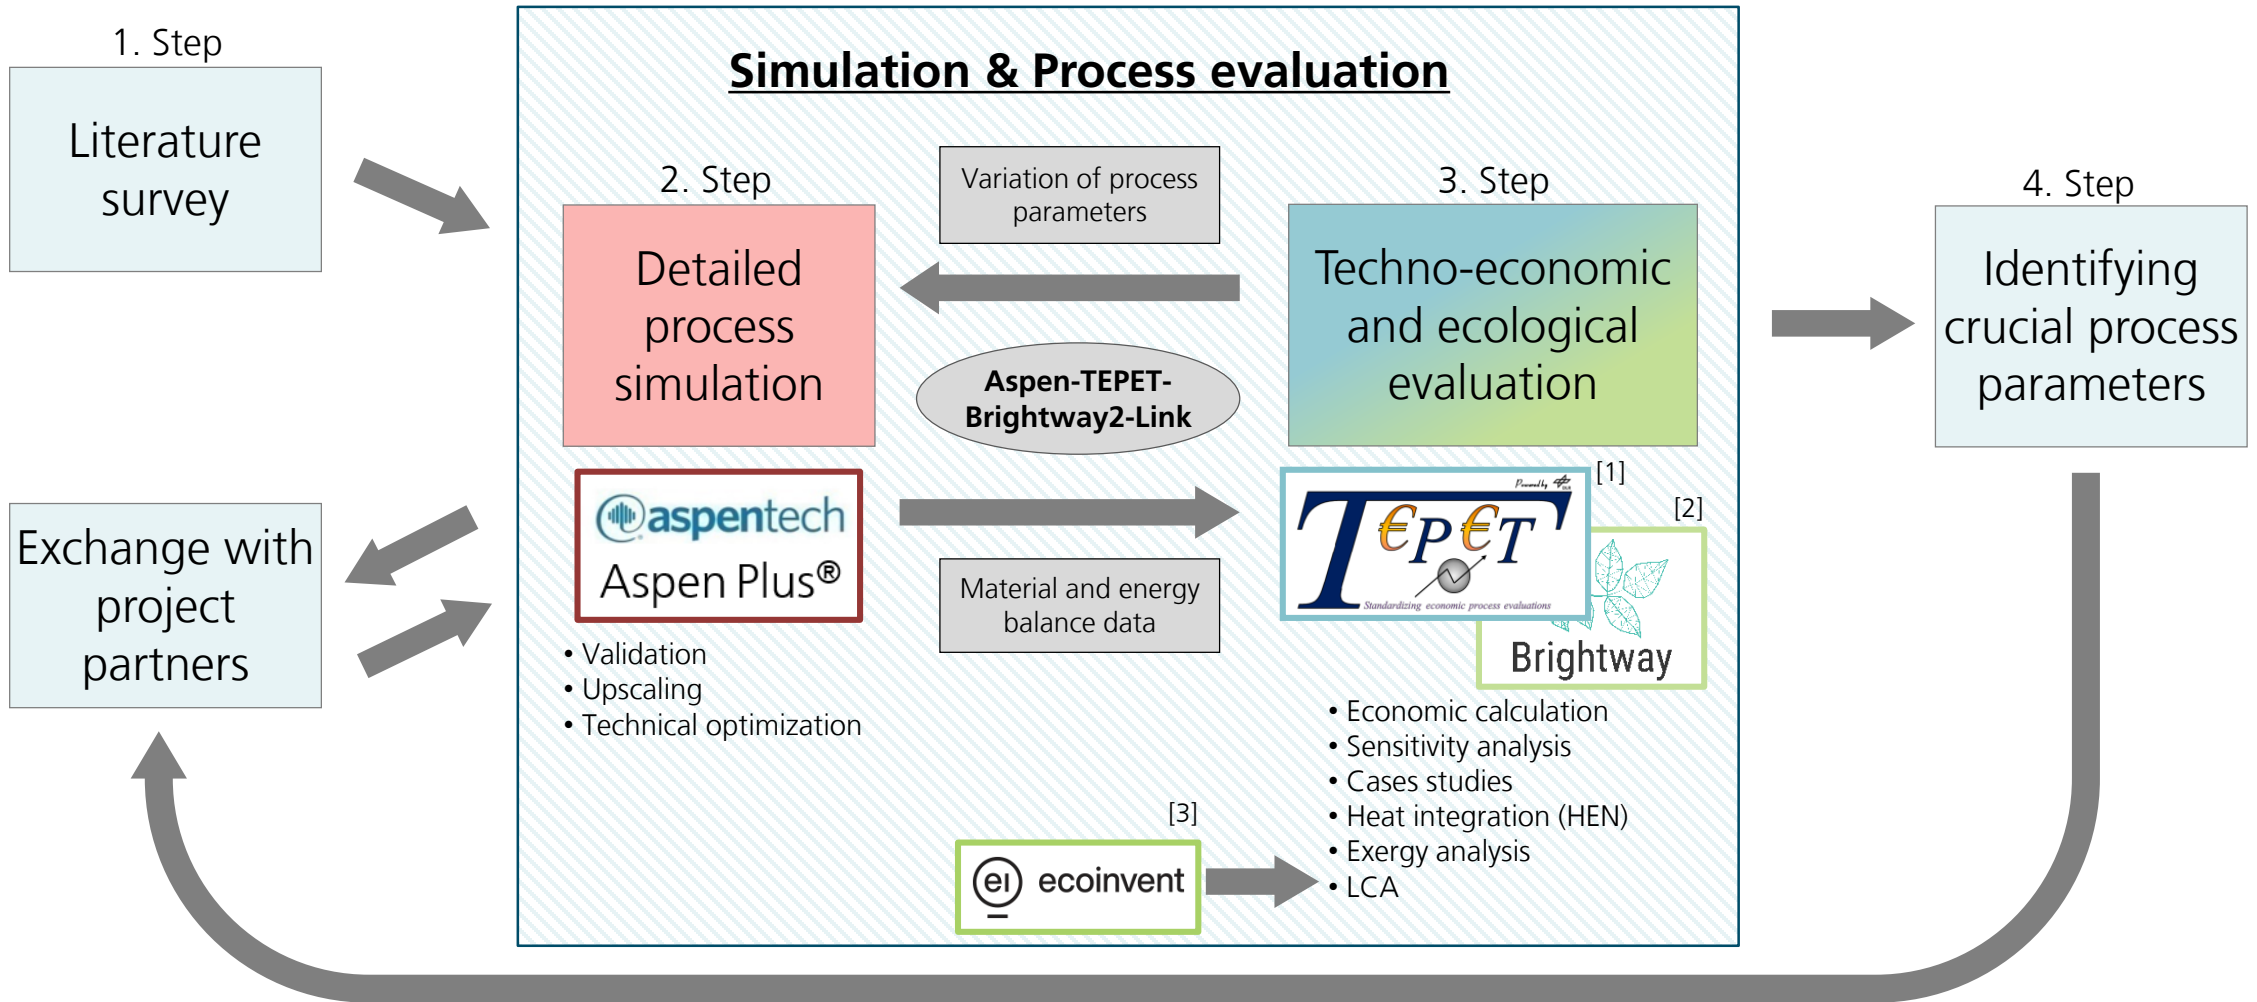 1. Step
Literature
survey
Exchange with
project
partners
Simulation & Process evaluation
2. Step
Detailed
process
simulation
aspentech
Aspen Plus®
• Validation
• Upscaling
• Technical optimization
Variation of process
parameters
Aspen-TEPET-
Brightway2-Link
Material and energy
balance data
3. Step
Techno-economic
and ecological
evaluation
[1]
Powered by DLR
T€P€T
Standardizing economic process evaluations
[2]
Brightway
• Economic calculation
• Sensitivity analysis
• Cases studies
• Heat integration (HEN)
• Exergy analysis
• LCA
[3]
ei ecoinvent
4. Step
Identifying
crucial process
parameters